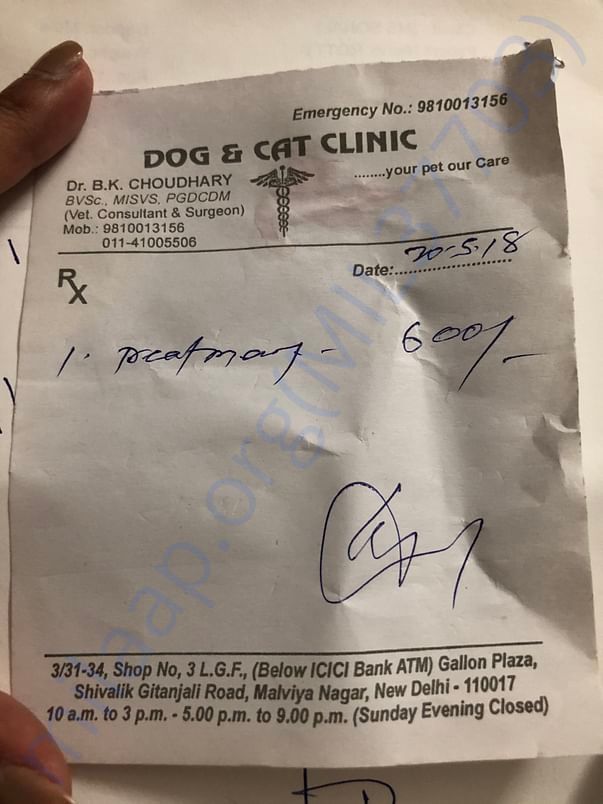 Emergency No.: 9810013156
DOG & CAT CLINIC
........your pet our Care
Dr. B.K. CHOUDHARY
BVSc., MISVS, PGDCDM
(Vet. Consultant & Surgeon)
Mob.: 9810013156
011-41005506
Rx
Date:.......20.5.18
1. Treatment - 600/-
3/31-34, Shop No, 3 L.G.F., (Below ICICI Bank ATM) Gallon Plaza,
Shivalik Gitanjali Road, Malviya Nagar, New Delhi - 110017
10 a.m. to 3 p.m. - 5.00 p.m. to 9.00 p.m. (Sunday Evening Closed)